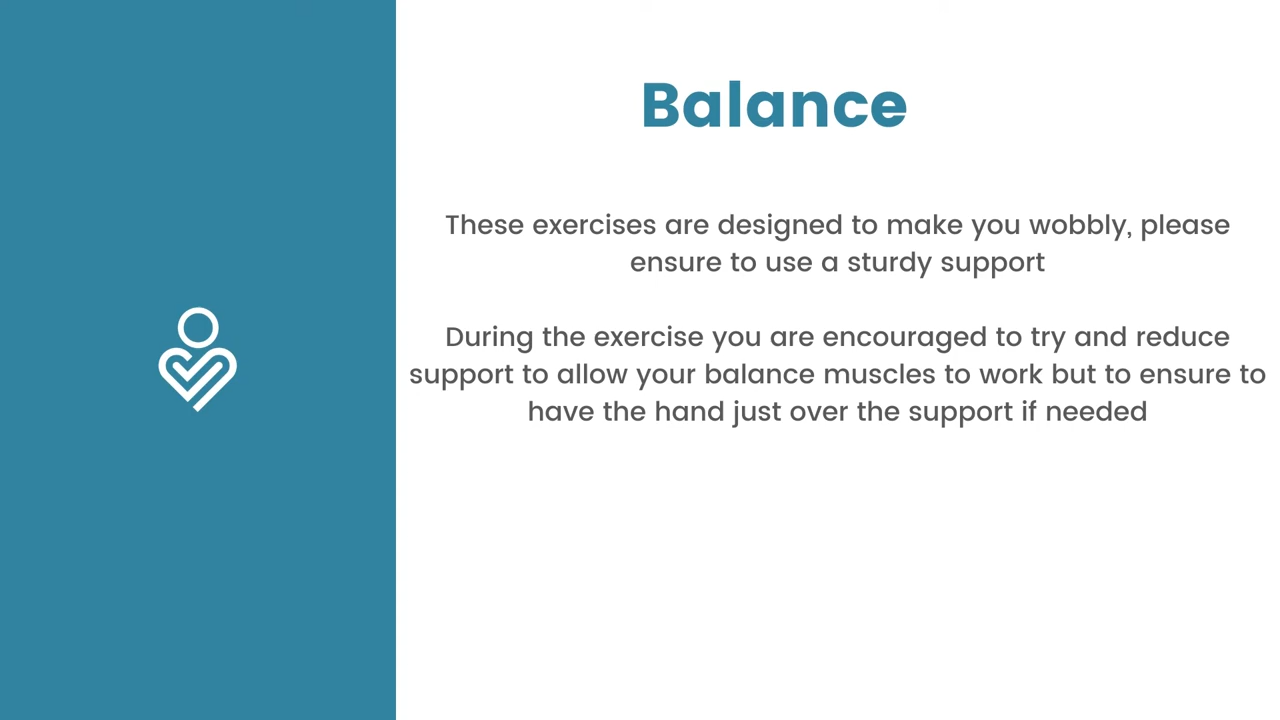 Balance
These exercises are designed to make you wobbly, please
ensure to use a sturdy support
During the exercise you are encouraged to try and reduce
support to allow your balance muscles to work but to ensure to
have the hand just over the support if needed